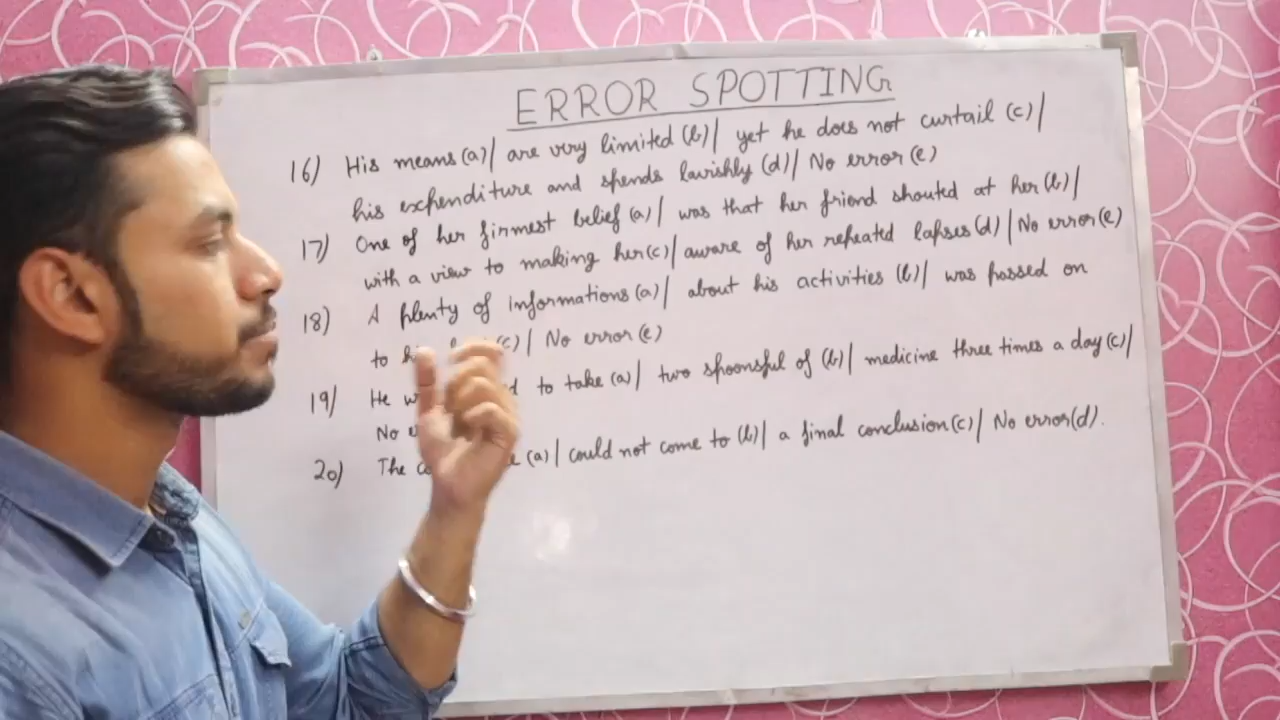 ERROR SPOTTING
16) His means (a)| are very limited (b)| yet he does not curtail (c)|
his expenditure and spends lavishly (d)| No error (e)
17) One of her firmest belief (a)| was that her friend shouted at her (b)|
with a view to making her (c)| aware of her repeated lapses (d)| No error (e)
18) A plenty of informations (a)| about his activities (b)| was passed on
to (c)| No error (e)
19) He to take (a)| two spoonsful of (b)| medicine three times a day (c)|
No
20) The (a)| could not come to (b)| a final conclusion (c)| No error (d).